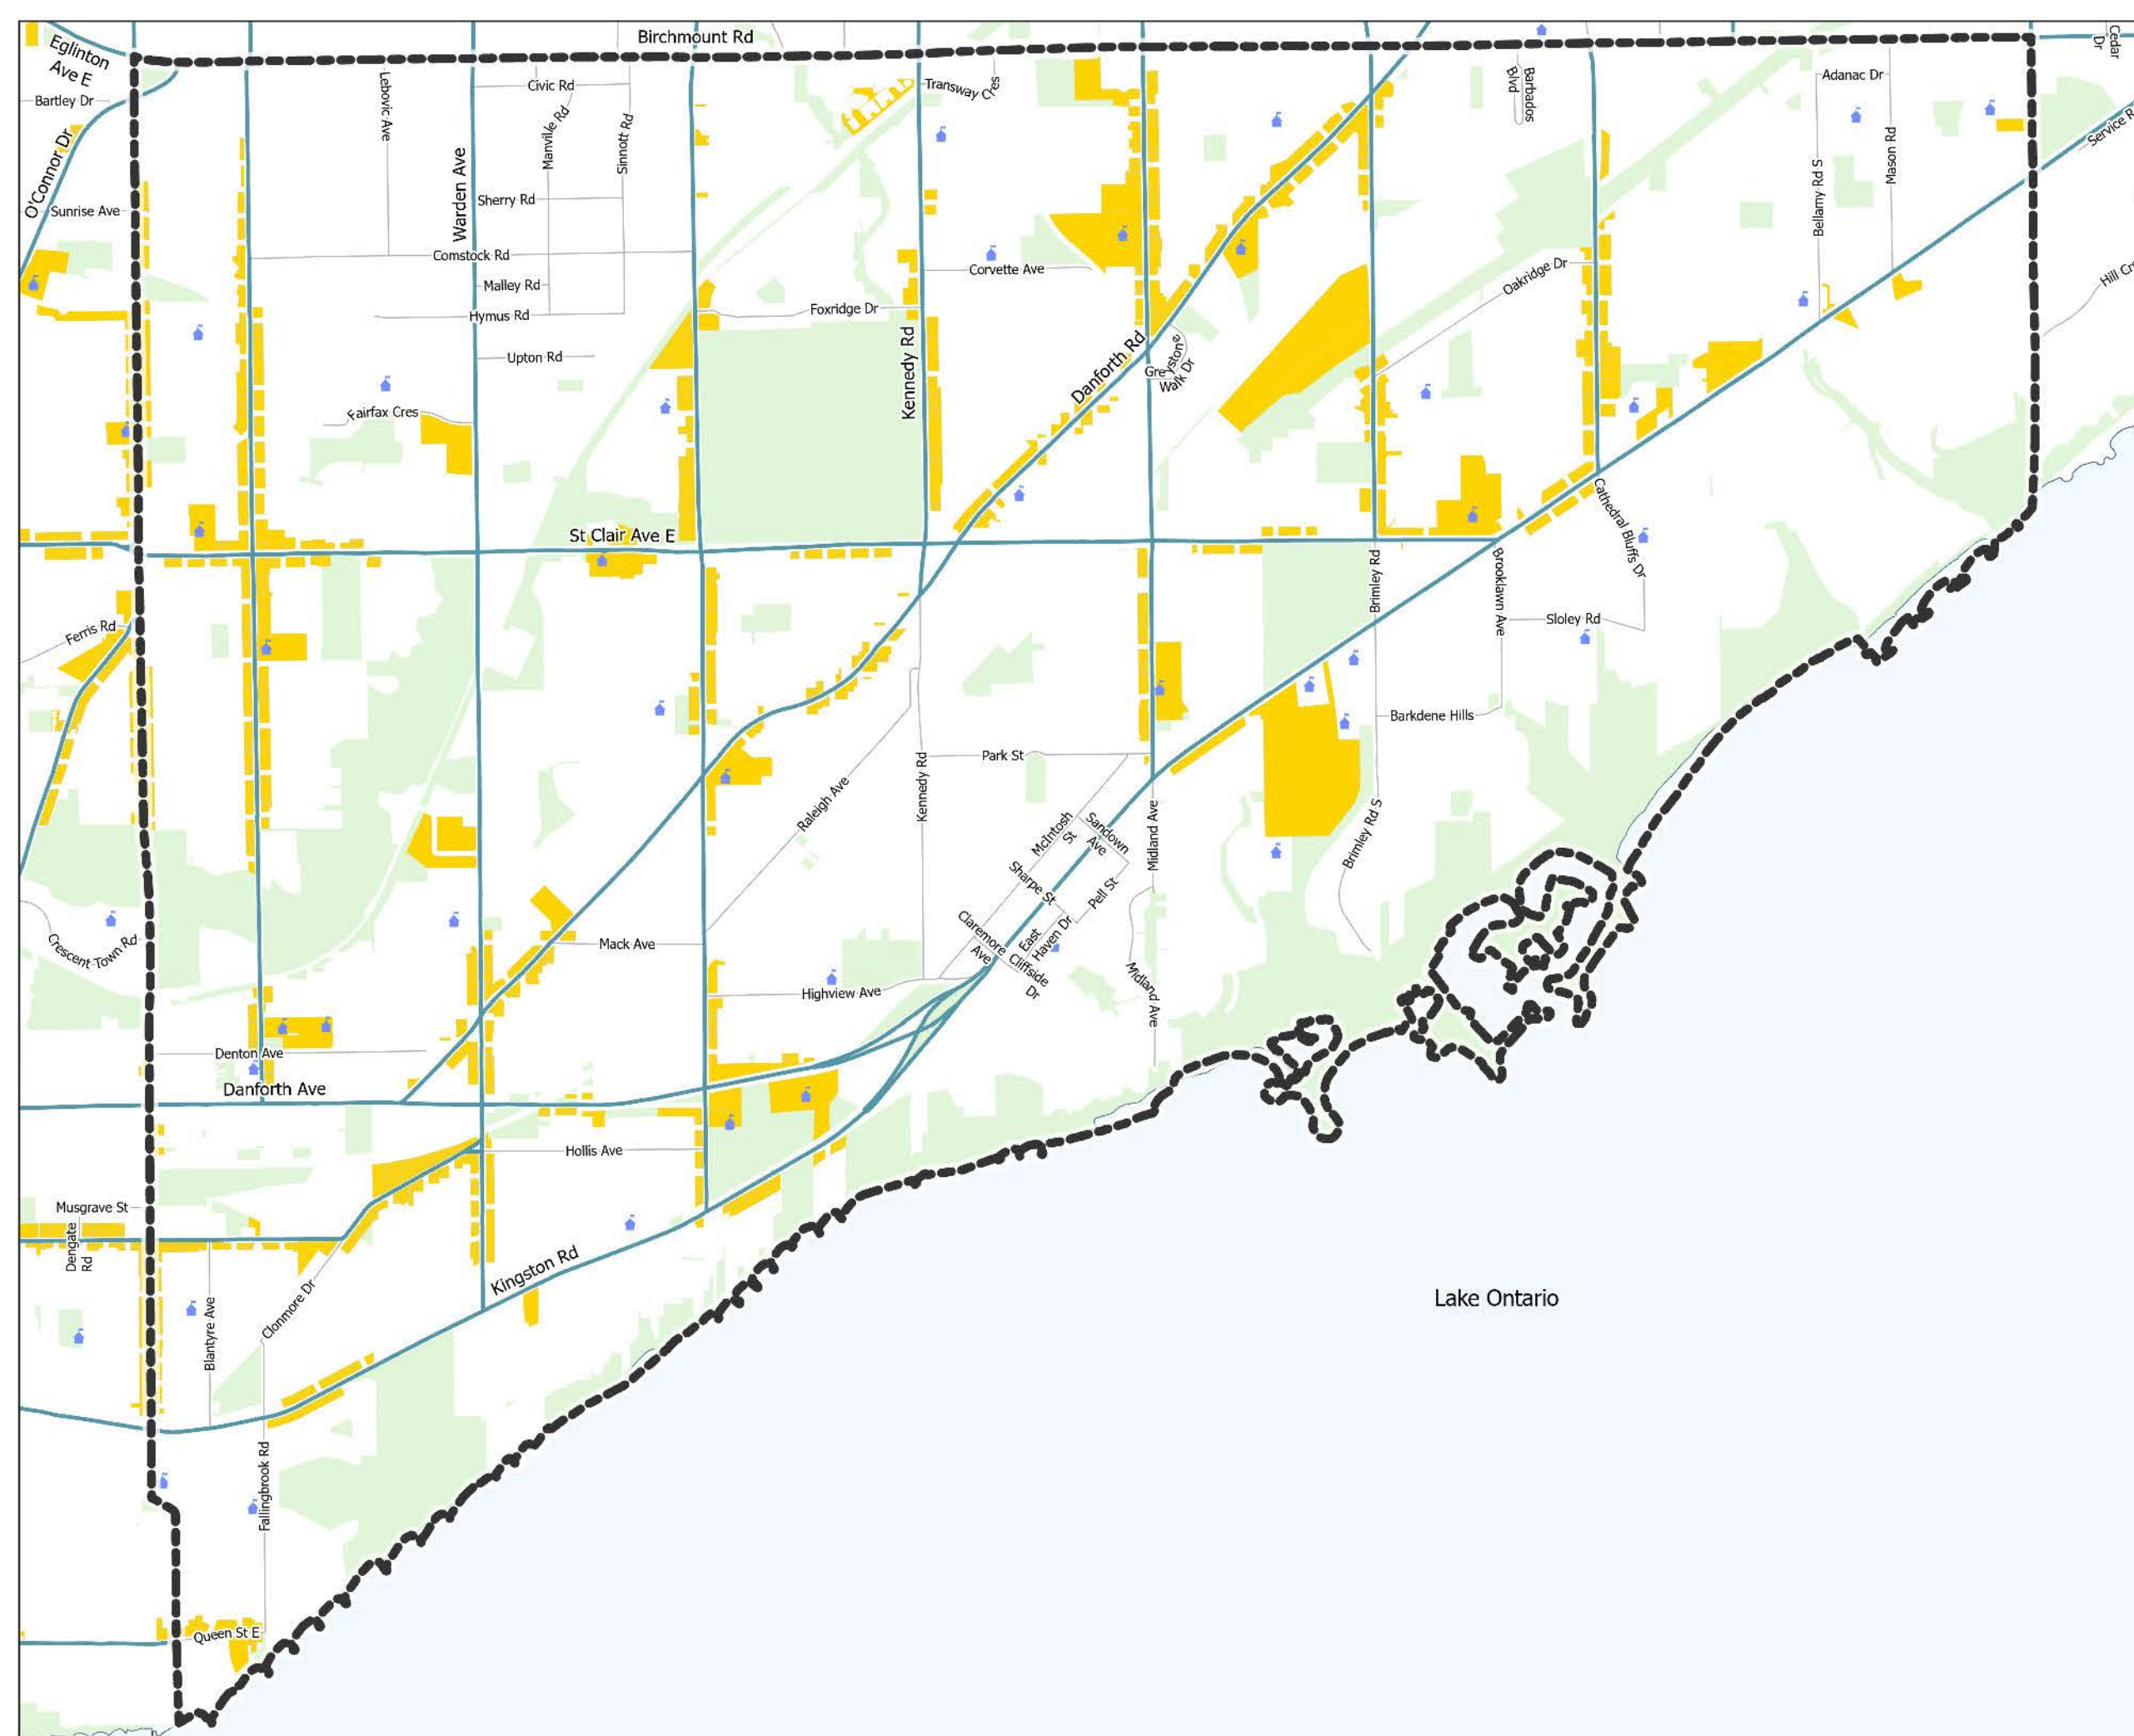 Birchmount Rd
Cedar
Dr
Eglinton
Ave E
Bartley Dr
O'Connor Dr
Sunrise Ave
Lebovic Ave
Civic Rd
Manville Rd
Sinnott Rd
Warden Ave
Sherry Rd
Comstock Rd
Malley Rd
Hymus Rd
Upton Rd
Fairfax Cres
Transway Cres
Corvette Ave
Foxridge Dr
Kennedy Rd
Danforth Rd
Greystone
Walk Dr
Barbados
Blvd
Oakridge Dr
Adanac Dr
Bellamy Rd S
Mason Rd
Service R
Hill Cr
St Clair Ave E
Ferris Rd
Brimley Rd
Brooklawn Ave
Cathedral Bluffs Dr
Sloley Rd
Barkdene Hills
Park St
Kennedy Rd
Raleigh Ave
McIntosh
St
Sandown
Ave
Midland Ave
Brimley Rd S
Sharpe St
Pell St
Claremore
Ave
East
Haven Dr
Cliffside
Dr
Midland Ave
Crescent Town Rd
Mack Ave
Highview Ave
Denton Ave
Danforth Ave
Hollis Ave
Musgrave St
Dengate
Rd
Blantyre Ave
Clonmore Dr
Kingston Rd
Lake Ontario
Fallingbrook Rd
Queen St E